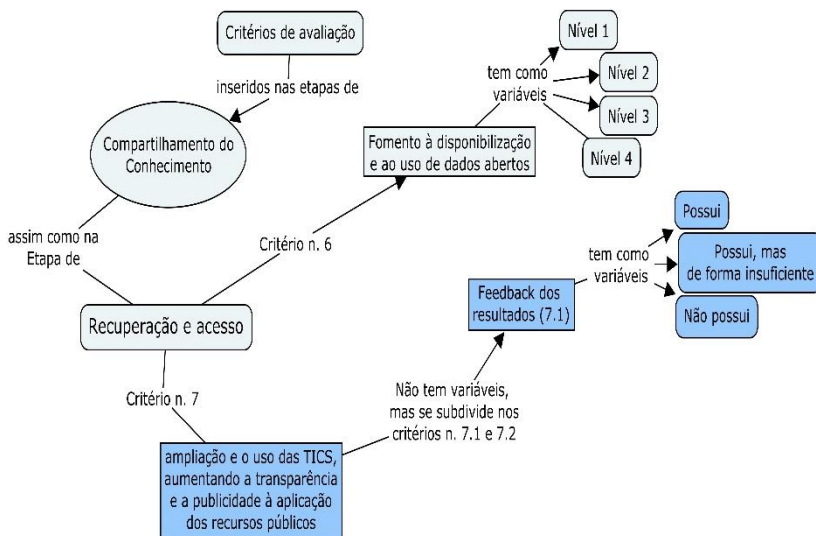 Critérios de avaliação
inseridos nas etapas de
Compartilhamento do
Conhecimento
assim como na
Etapa de
Recuperação e acesso
Critério n. 6
Fomento à disponibilização
e ao uso de dados abertos
tem como
variáveis
Nível 1
Nível 2
Nível 3
Nível 4
Critério n. 7
ampliação e o uso das TICS,
aumentando a transparência
e a publicidade à aplicação
dos recursos públicos
Não tem variáveis,
mas se subdivide nos
critérios n. 7.1 e 7.2
Feedback dos
resultados (7.1)
tem como
variáveis
Possui
Possui, mas
de forma insuficiente
Não possui